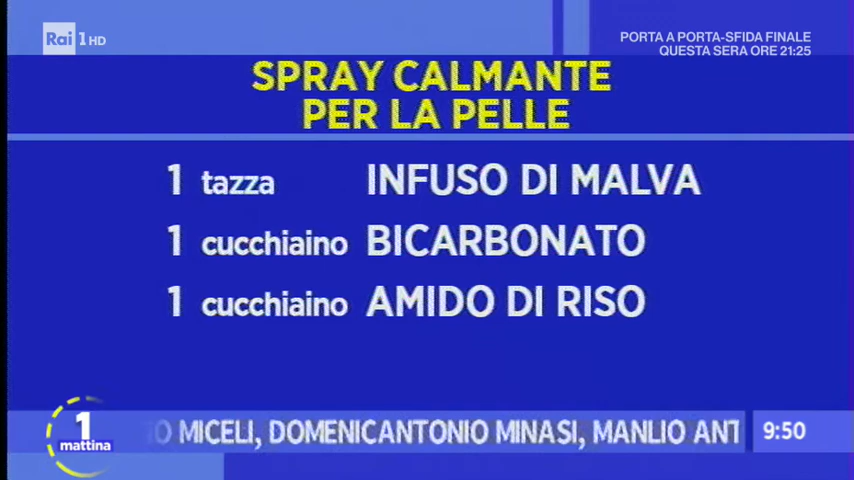 Rai 1 HD
PORTA A PORTA-SFIDA FINALE
QUESTA SERA ORE 21:25
SPRAY CALMANTE
PER LA PELLE
1 tazza INFUSO DI MALVA
1 cucchiaino BICARBONATO
1 cucchiaino AMIDO DI RISO
1
mattina
MICELI, DOMENICANTONIO MINASI, MANLIO ANT
9:50